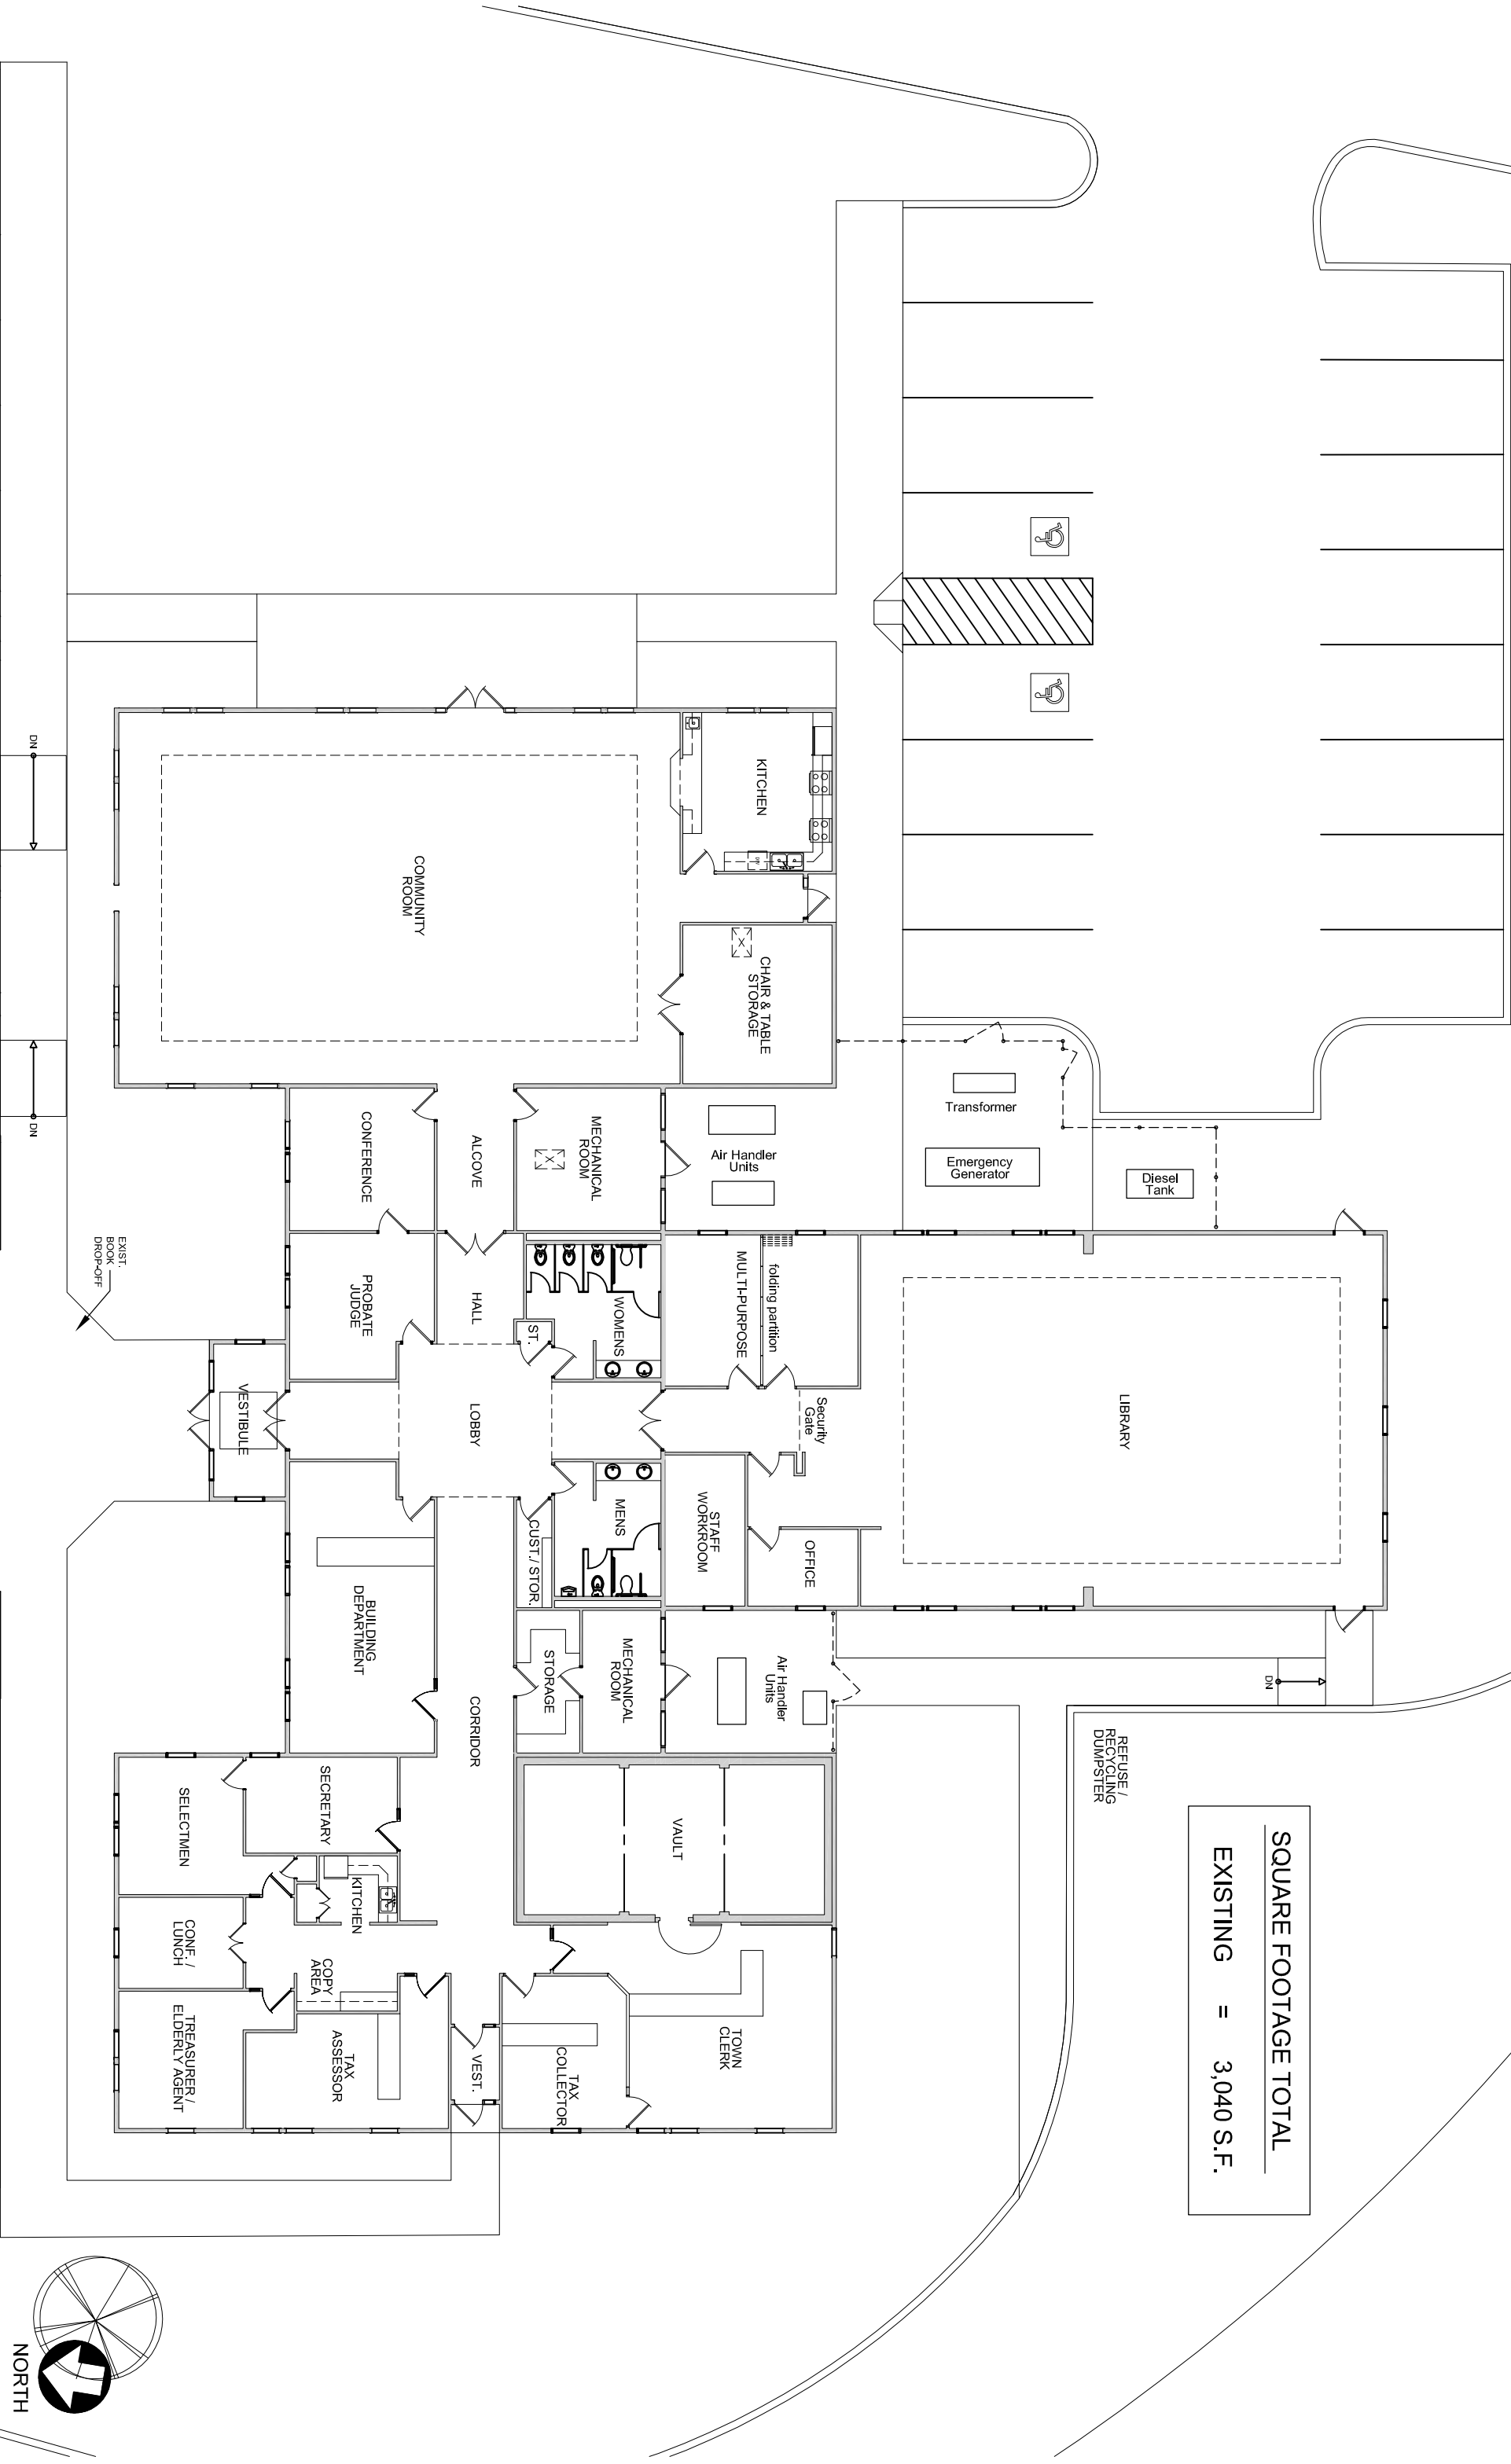 KITCHEN
COMMUNITY
ROOM
CHAIR & TABLE
STORAGE
X
DN
DN
Transformer
Emergency
Generator
Diesel
Tank
Air Handler
Units
MECHANICAL
ROOM
X
ALCOVE
CONFERENCE
EXIST.
BOOK
DROP-OFF
PROBATE
JUDGE
HALL
ST.
WOMENS
MULTI-PURPOSE
folding partition
Security
Gate
LIBRARY
LOBBY
VESTIBULE
STAFF
WORKROOM
OFFICE
MENS
CUST./ STOR.
BUILDING
DEPARTMENT
STORAGE
MECHANICAL
ROOM
Air Handler
Units
DN
CORRIDOR
REFUSE /
RECYCLING
DUMPSTER
SECRETARY
SELECTMEN
VAULT
KITCHEN
CONF. /
LUNCH
COPY
AREA
TREASURER /
ELDERLY AGENT
TAX
ASSESSOR
VEST.
TAX
COLLECTOR
TOWN
CLERK
SQUARE FOOTAGE TOTAL
EXISTING = 3,040 S.F.
NORTH